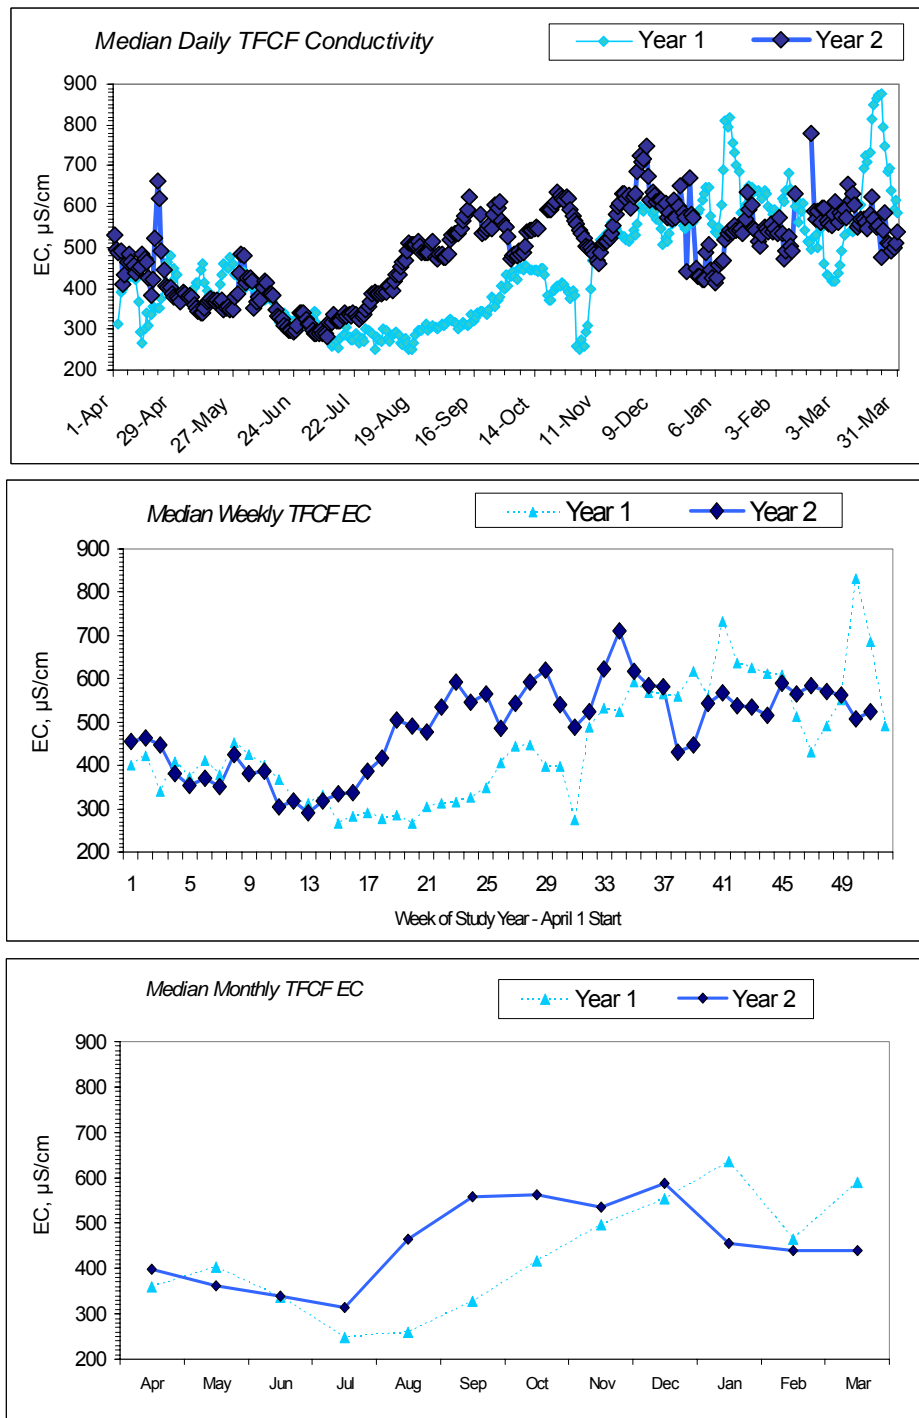 Median Daily TFCF Conductivity
Year 1 Year 2
EC, µS/cm
900
800
700
600
500
400
300
200
1-Apr 29-Apr 27-May 24-Jun 22-Jul 19-Aug 16-Sep 14-Oct 11-Nov 9-Dec 6-Jan 3-Feb 3-Mar 31-Mar
Median Weekly TFCF EC
Year 1 Year 2
EC, µS/cm
900
800
700
600
500
400
300
200
1 5 9 13 17 21 25 29 33 37 41 45 49
Week of Study Year - April 1 Start
Median Monthly TFCF EC
Year 1 Year 2
EC, µS/cm
900
800
700
600
500
400
300
200
Apr May Jun Jul Aug Sep Oct Nov Dec Jan Feb Mar